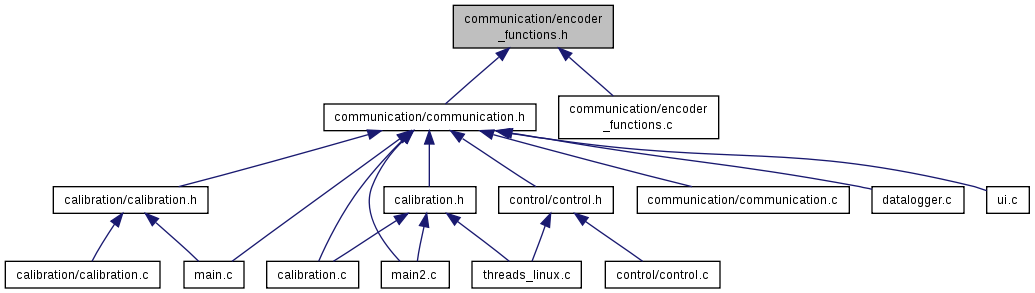 communication/encoder
_functions.h
communication/communication.h
communication/encoder
_functions.c
calibration/calibration.h
calibration.h
control/control.h
communication/communication.c
datalogger.c
ui.c
calibration/calibration.c
main.c
calibration.c
main2.c
threads_linux.c
control/control.c